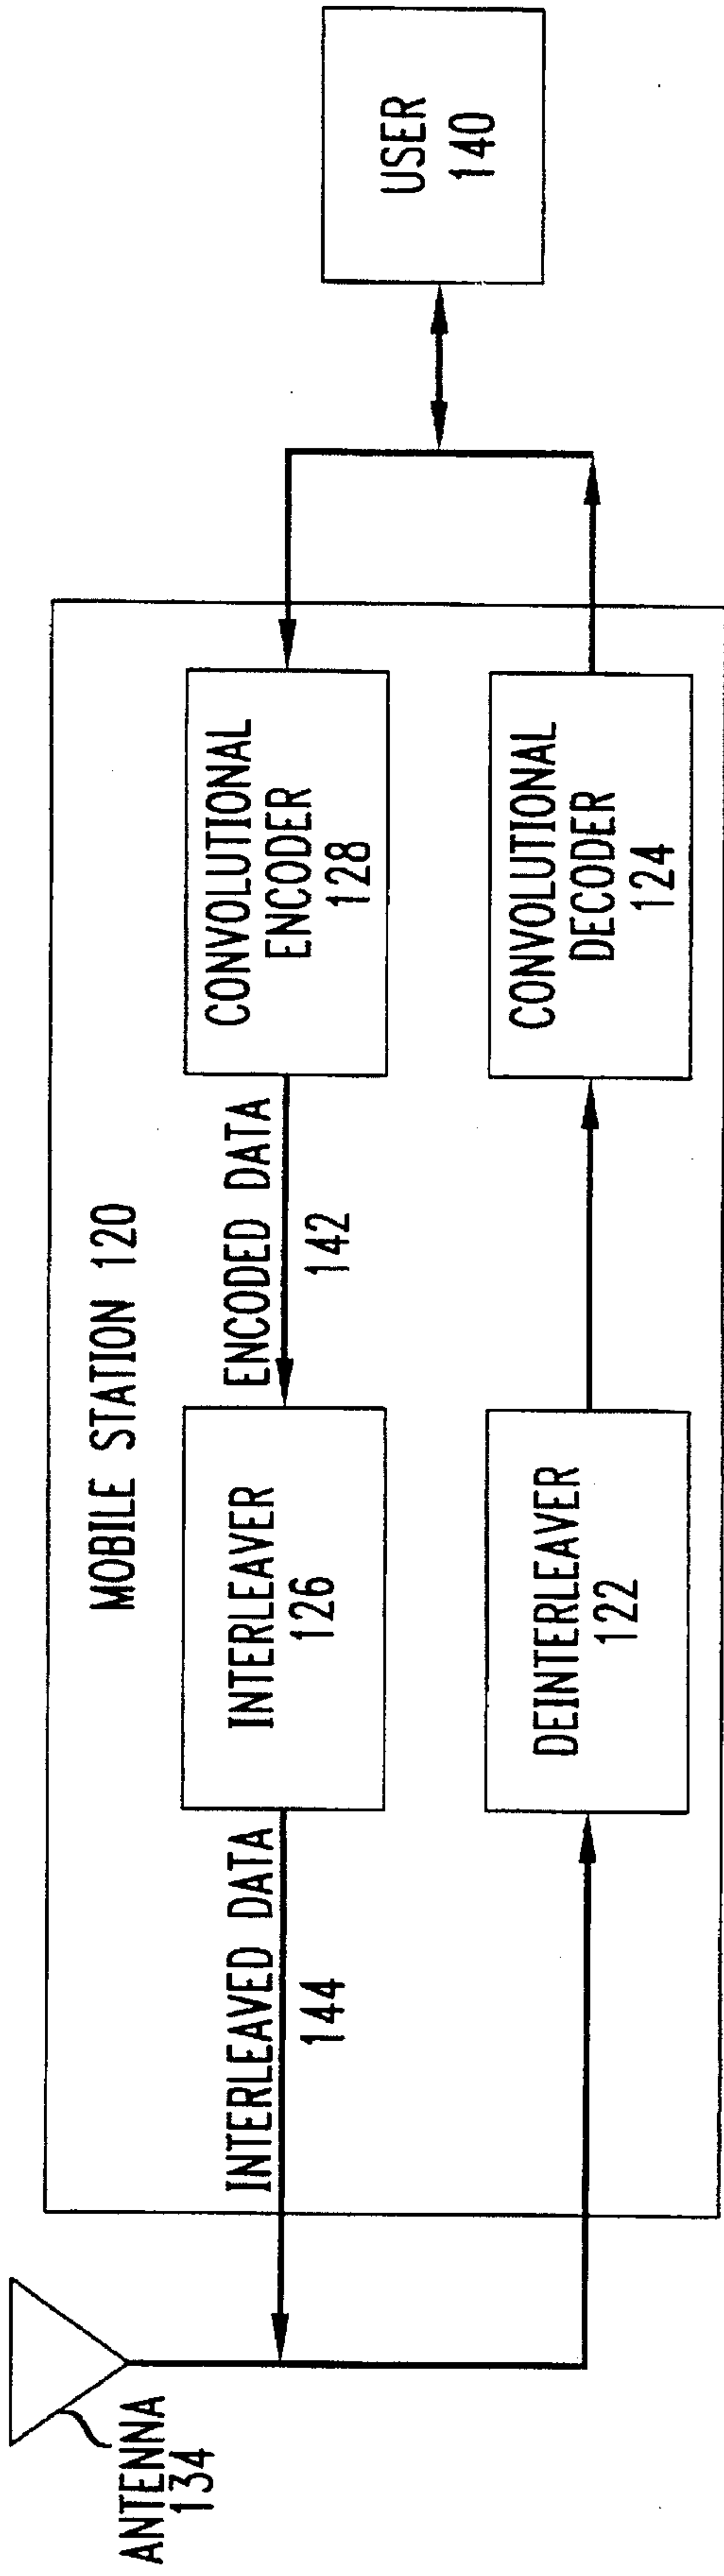 MOBILE STATION 120
ANTENNA
134
INTERLEAVED DATA
144
INTERLEAVER
126
ENCODED DATA
142
CONVOLUTIONAL
ENCODER
128
USER
140
DEINTERLEAVER
122
CONVOLUTIONAL
DECODER
124